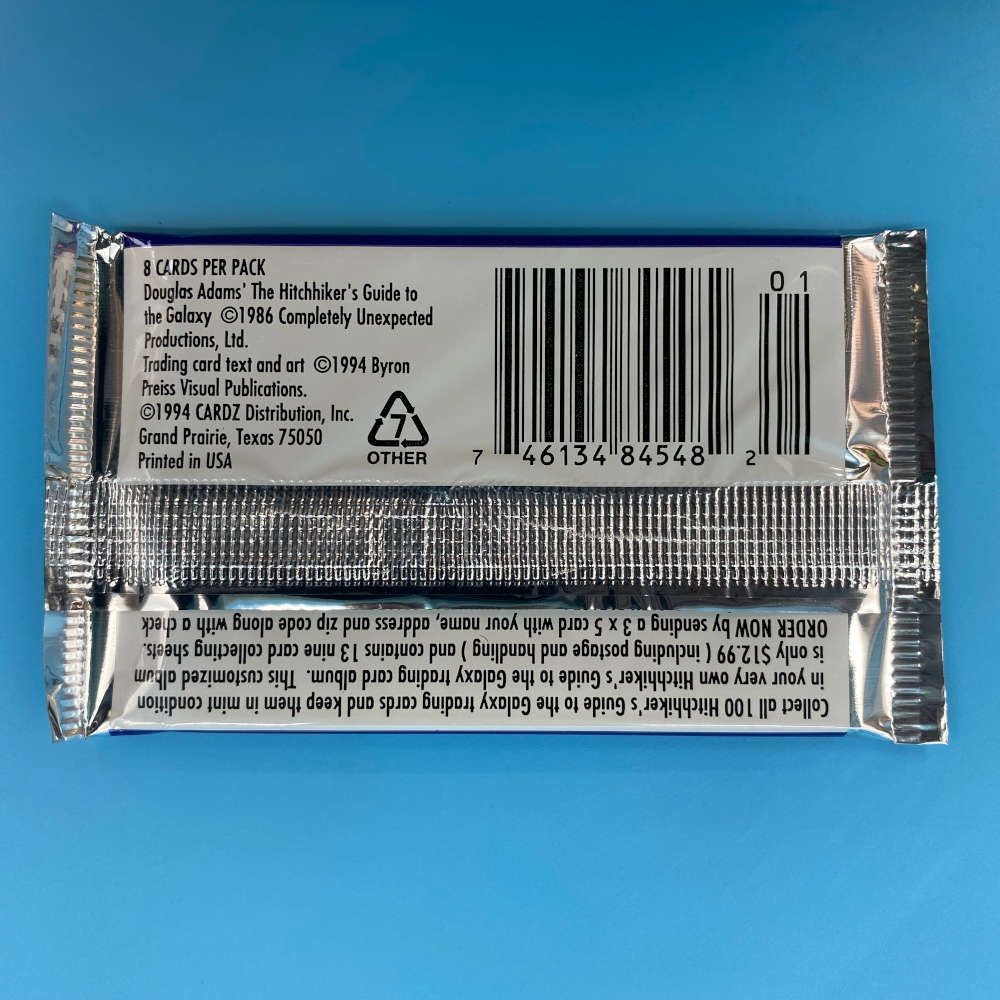 8 CARDS PER PACK
Douglas Adams' The Hitchhiker's Guide to
the Galaxy ©1986 Completely Unexpected
Productions, Ltd.
Trading card text and art ©1994 Byron
Preiss Visual Publications.
©1994 CARDZ Distribution, Inc.
Grand Prairie, Texas 75050
Printed in USA
7
OTHER
01
7 46134 84548 2
Collect all 100 Hitchhiker's Guide to the Galaxy trading cards and keep them in mint condition
in your very own Hitchhiker's Guide to the Galaxy trading card album. This customized album
is only $12.99 ( including postage and handling ) and contains 13 nine card collecting sheets.
ORDER NOW by sending a 3 x 5 card with your name, address and zip code along with a check